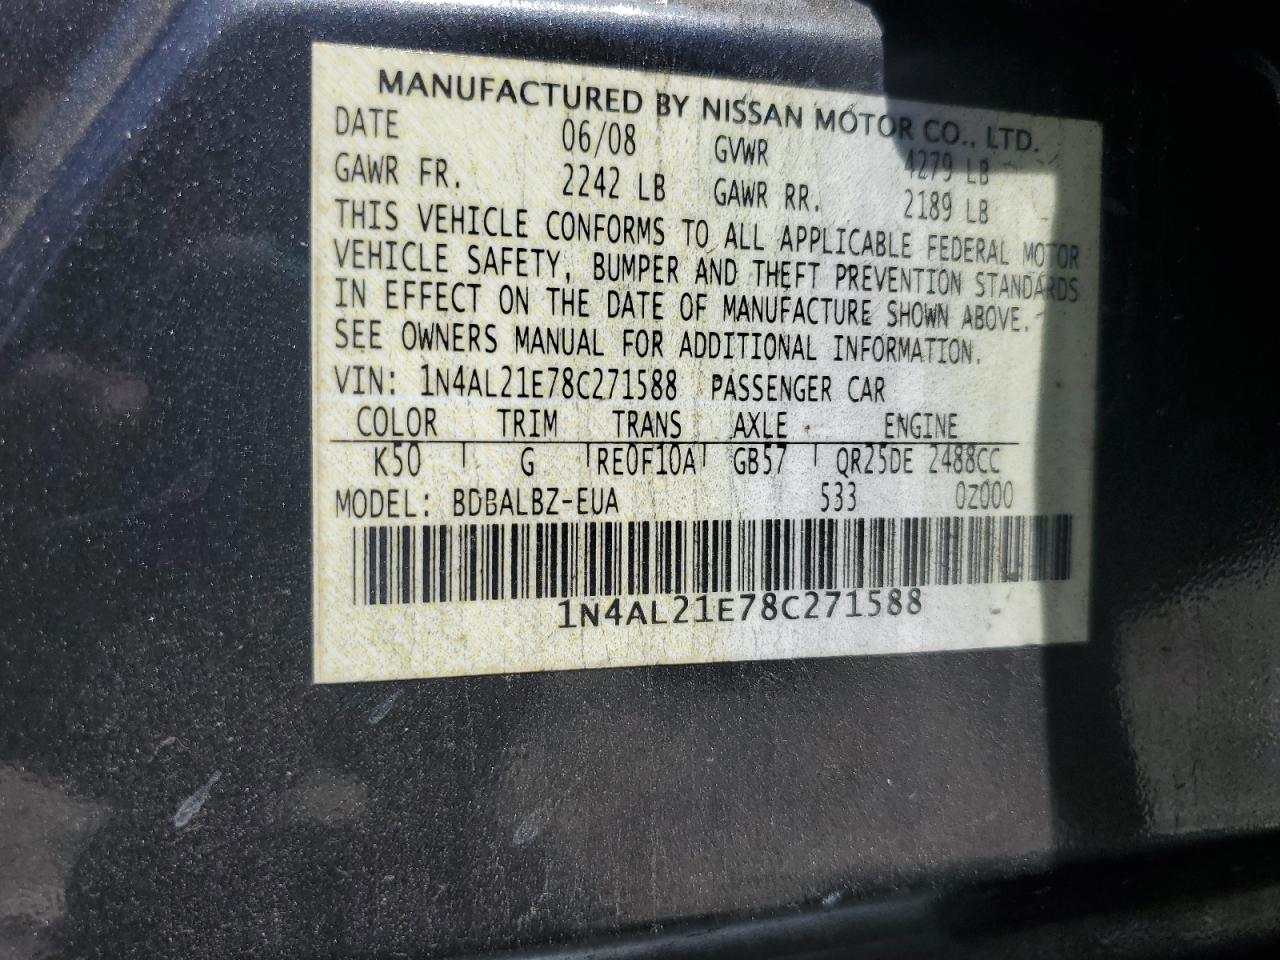 MANUFACTURED BY NISSAN MOTOR CO., LTD.
DATE 06/08 GVWR 4279 LB
GAWR FR. 2242 LB GAWR RR. 2189 LB
THIS VEHICLE CONFORMS TO ALL APPLICABLE FEDERAL MOTOR
VEHICLE SAFETY, BUMPER AND THEFT PREVENTION STANDARDS
IN EFFECT ON THE DATE OF MANUFACTURE SHOWN ABOVE.
SEE OWNERS MANUAL FOR ADDITIONAL INFORMATION.
VIN: 1N4AL21E78C271588 PASSENGER CAR
COLOR TRIM TRANS AXLE ENGINE
K50 G RE0F10A GB57 QR25DE 2488CC
MODEL: BDBALBZ-EUA 533 0Z000
1N4AL21E78C271588